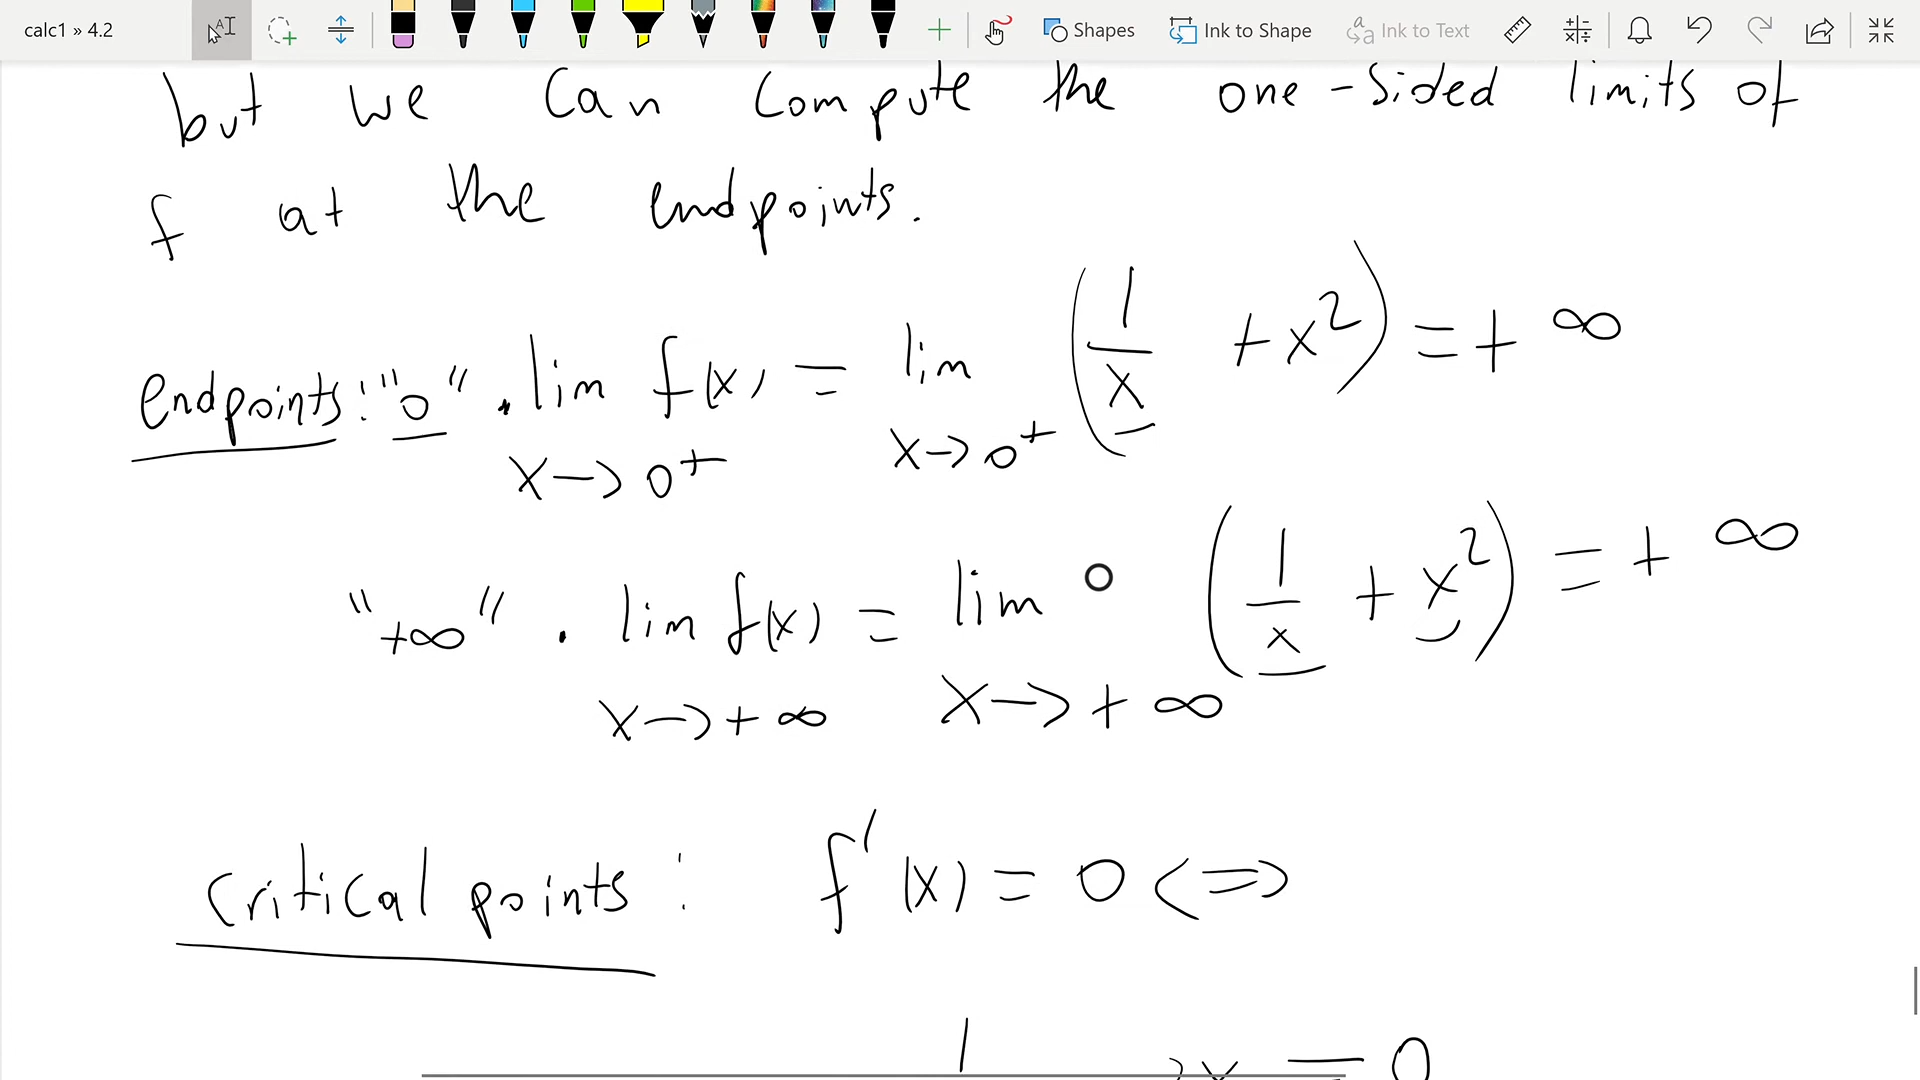 calc1 » 4.2 Shapes Ink to Shape Ink to Text
but we can compute the one-sided limits of
f at the endpoints.
endpoints: "0" . lim f(x) = lim (1/x + x²) = + ∞
x -> 0+ x -> 0+
"+∞" . lim f(x) = lim (1/x + x²) = + ∞
x -> + ∞ x -> + ∞
Critical points: f'(x) = 0 <=>